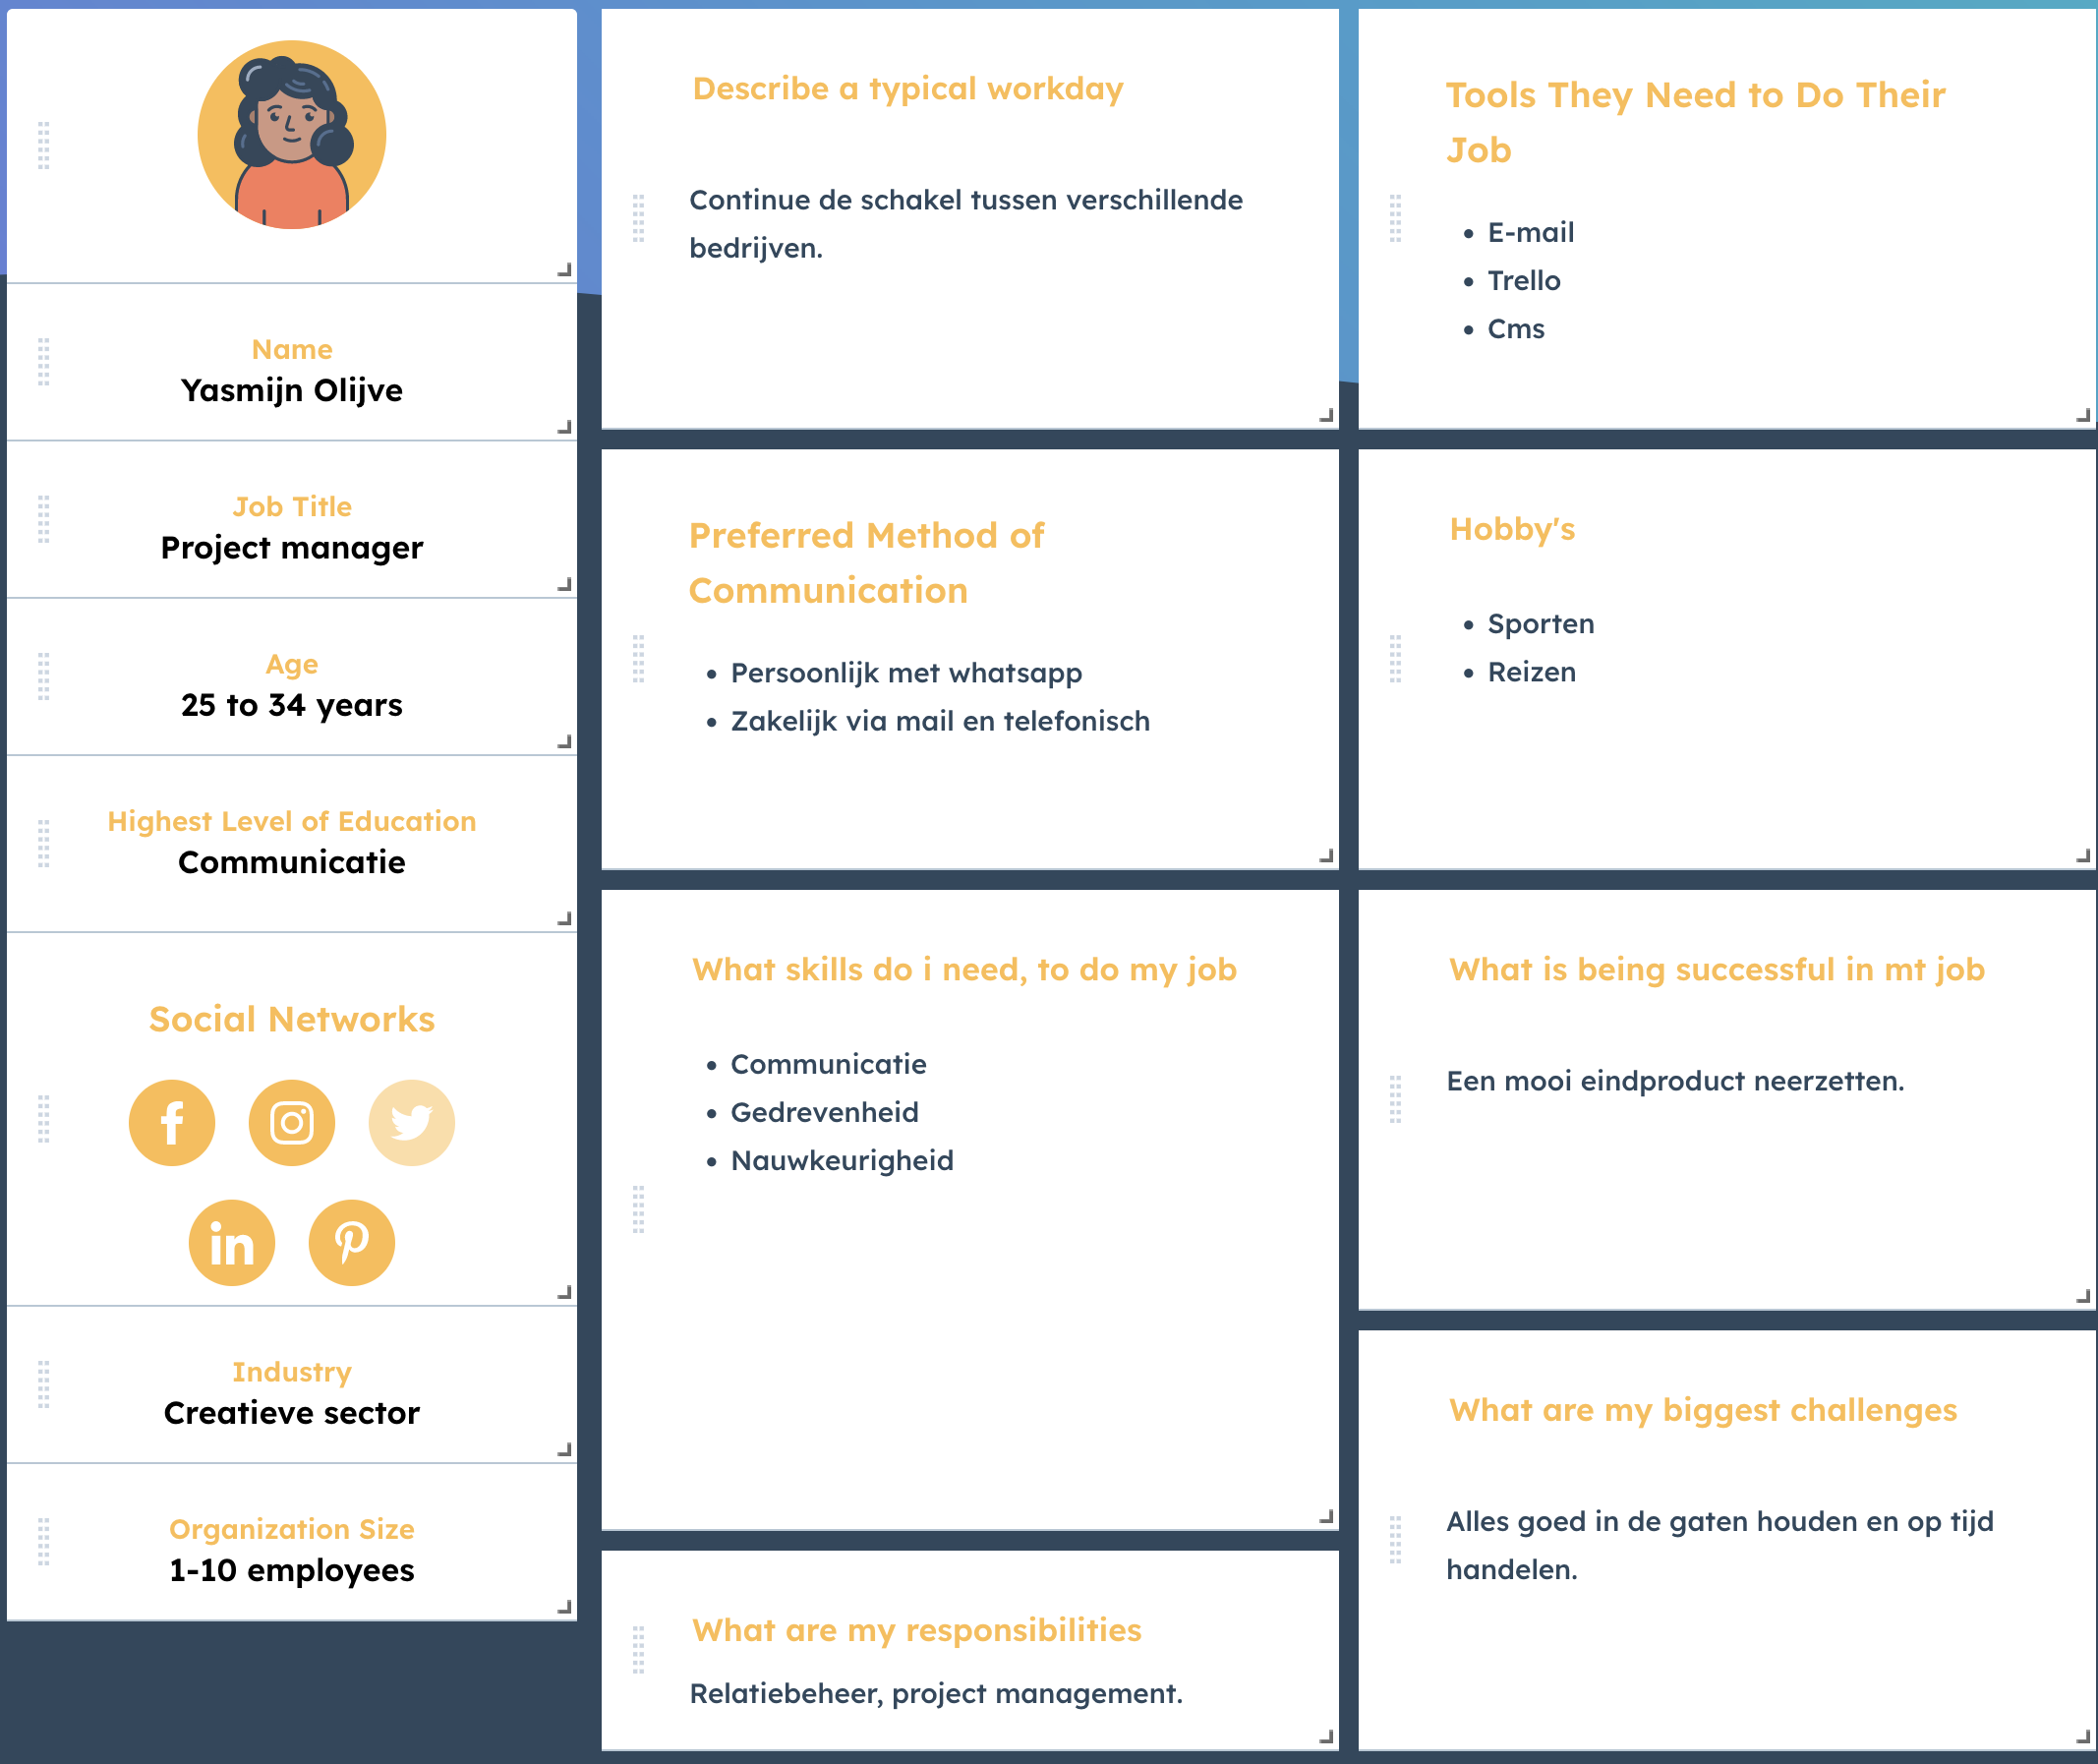 Name
Yasmijn Olijve
Job Title
Project manager
Age
25 to 34 years
Highest Level of Education
Communicatie
Social Networks
Industry
Creatieve sector
Organization Size
1-10 employees
Describe a typical workday
Continue de schakel tussen verschillende
bedrijven.
Preferred Method of
Communication
• Persoonlijk met whatsapp
• Zakelijk via mail en telefonisch
What skills do i need, to do my job
• Communicatie
• Gedrevenheid
• Nauwkeurigheid
What are my responsibilities
Relatiebeheer, project management.
Tools They Need to Do Their
Job
• E-mail
• Trello
• Cms
Hobby's
• Sporten
• Reizen
What is being successful in mt job
Een mooi eindproduct neerzetten.
What are my biggest challenges
Alles goed in de gaten houden en op tijd
handelen.